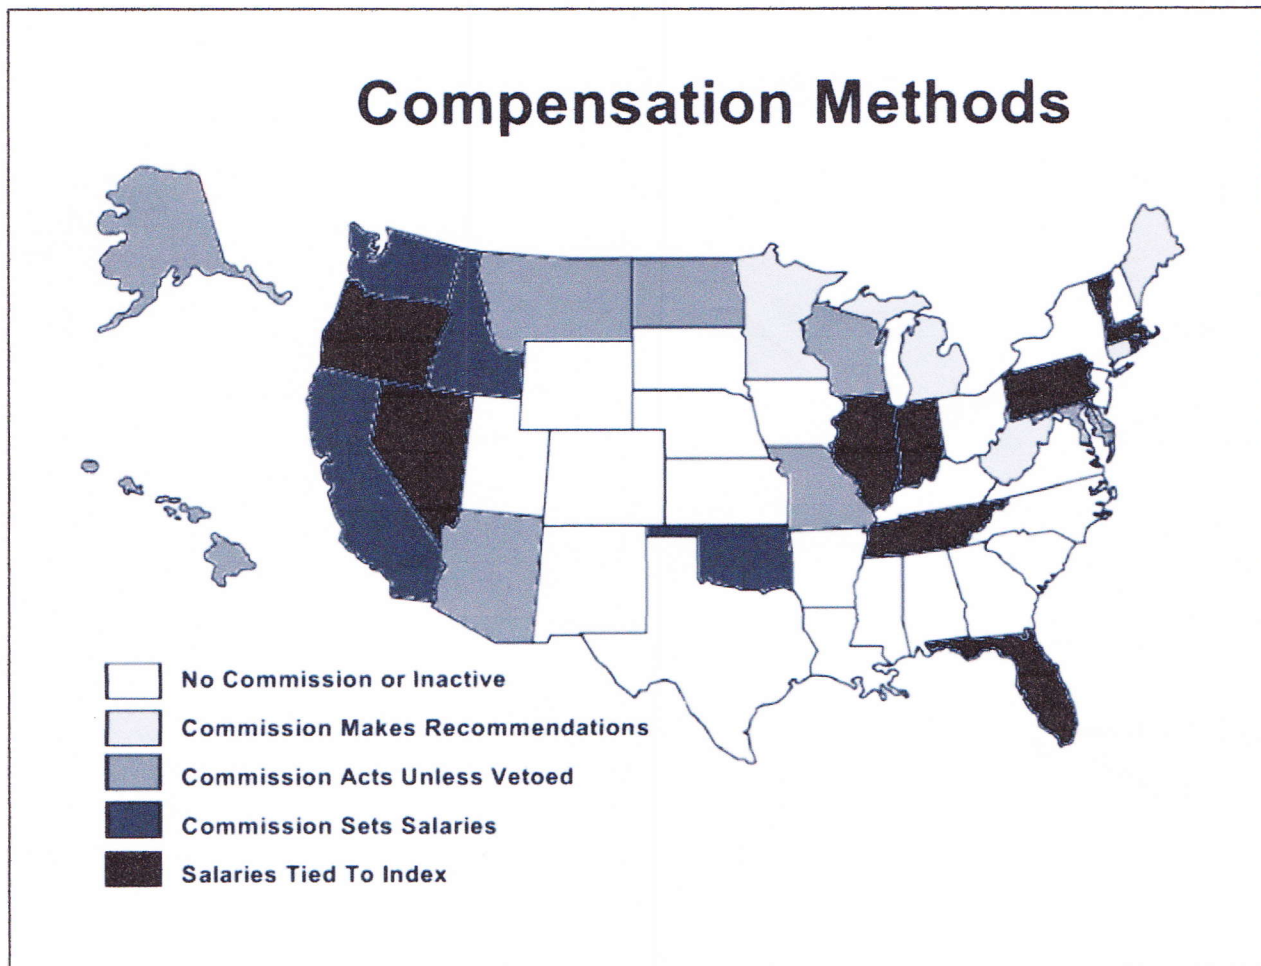 Compensation Methods
No Commission or Inactive
Commission Makes Recommendations
Commission Acts Unless Vetoed
Commission Sets Salaries
Salaries Tied To Index